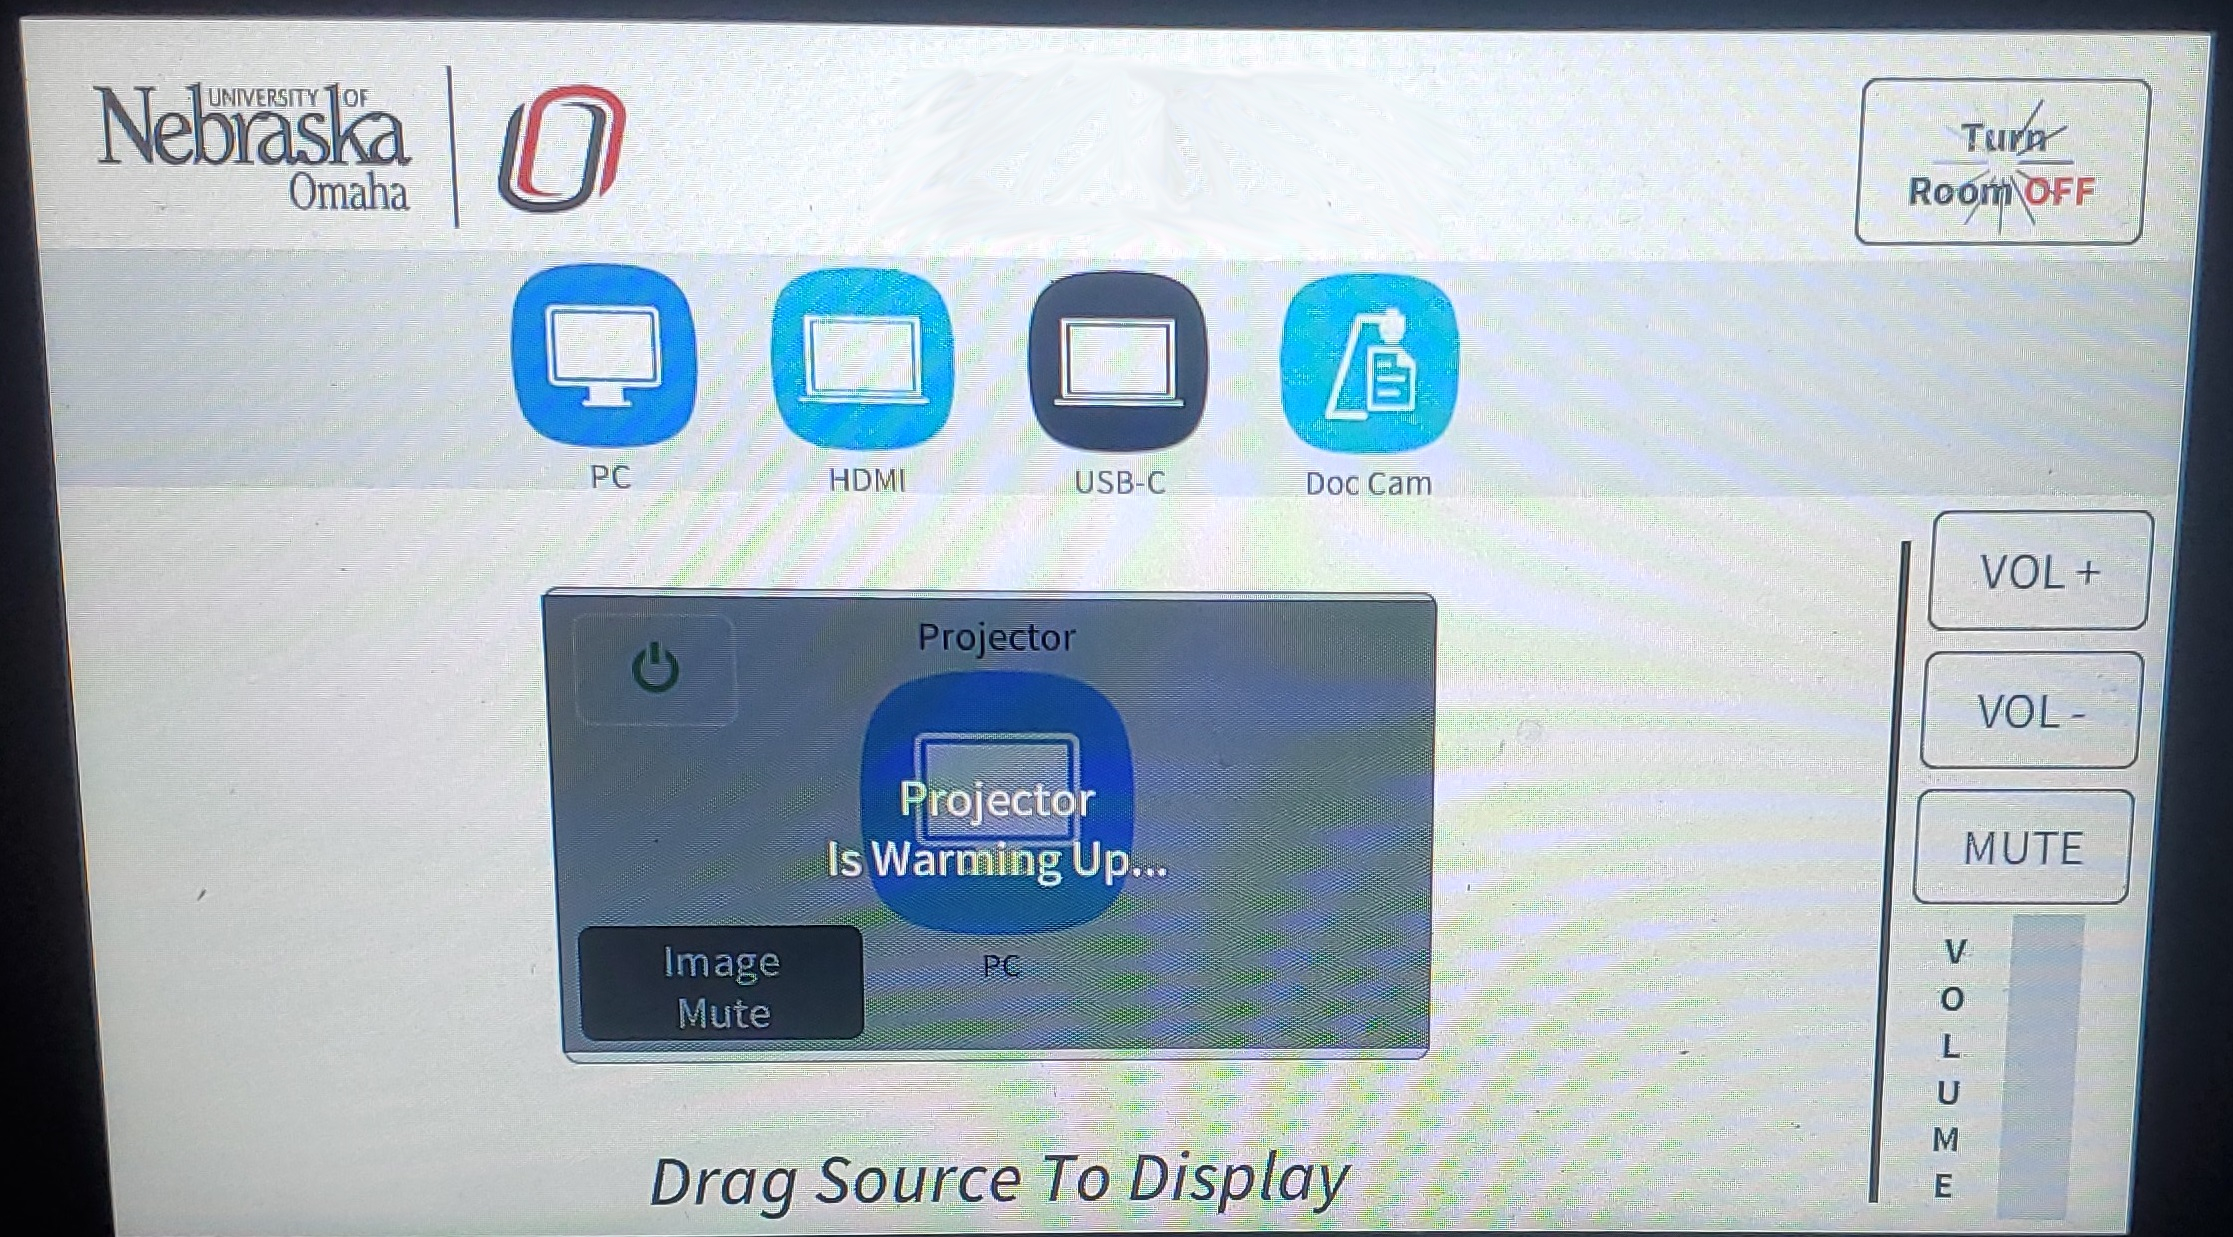 UNIVERSITY OF
Nebraska
Omaha
Turn
Room OFF
PC
HDMI
USB-C
Doc Cam
VOL +
VOL -
MUTE
VOLUME
Projector
Projector
Is Warming Up...
Image
Mute
PC
Drag Source To Display